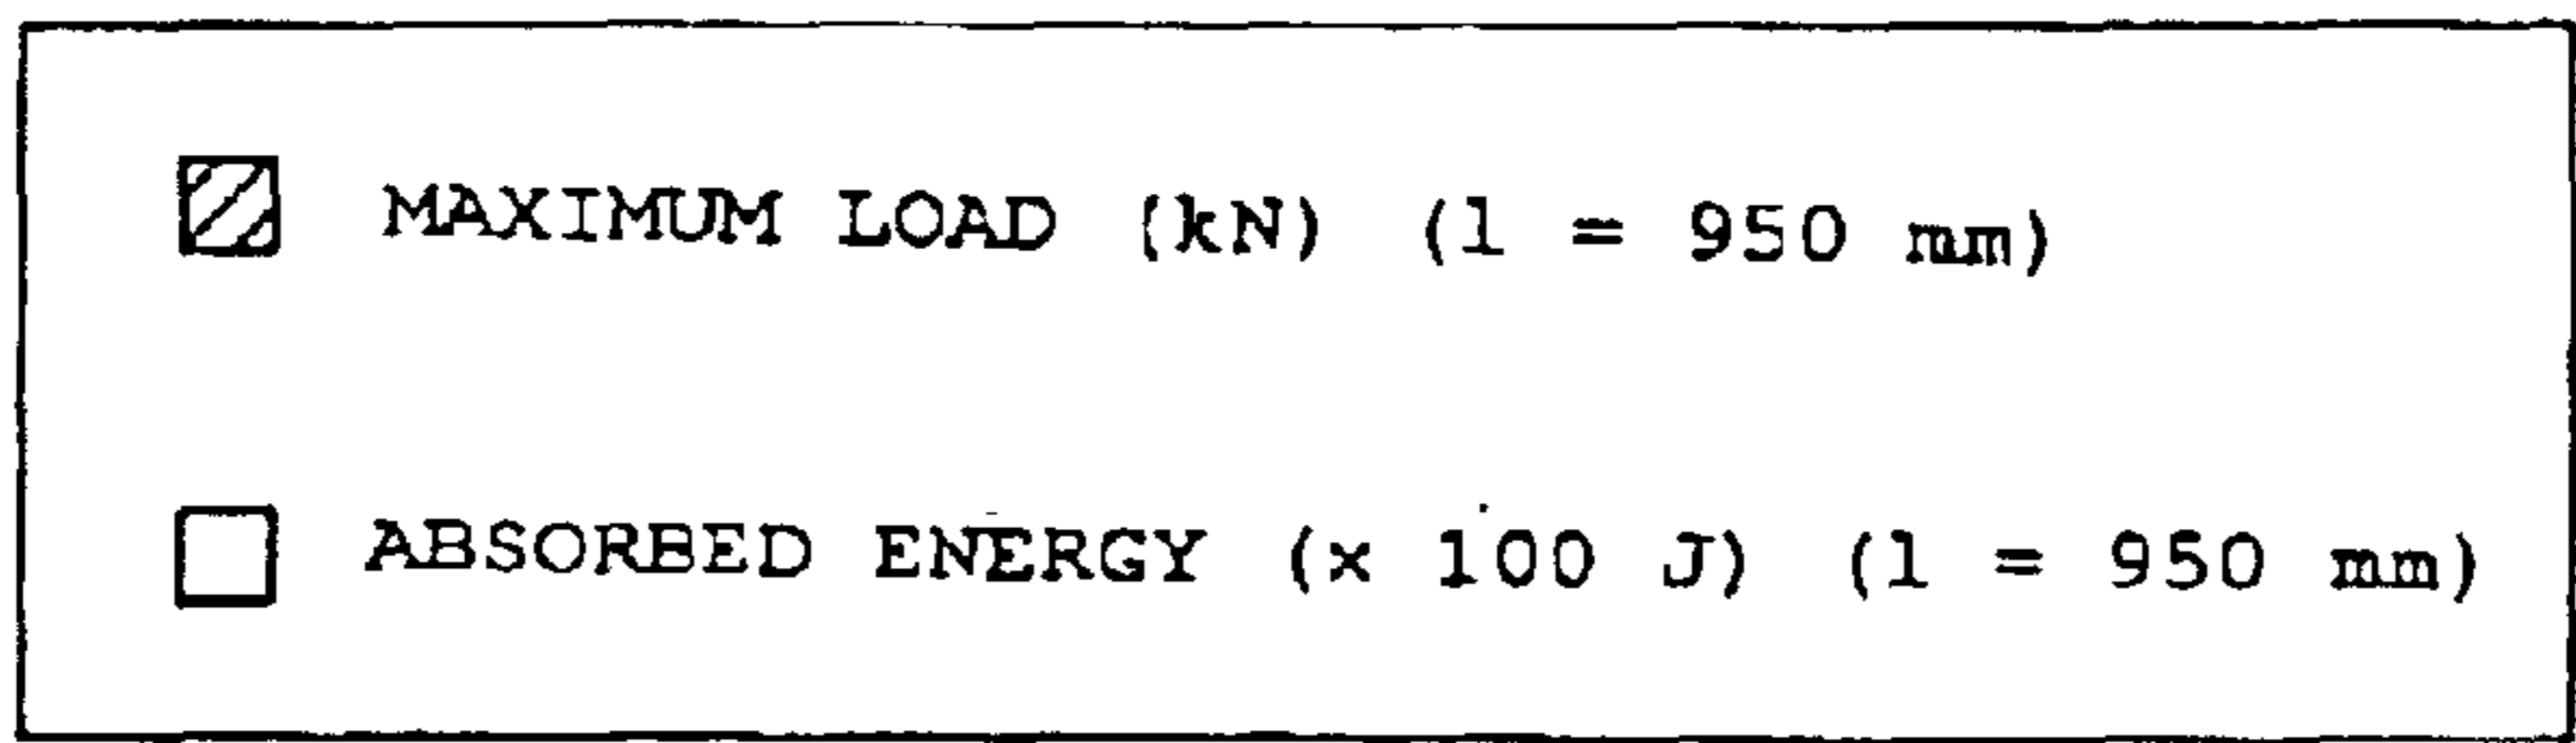 MAXIMUM LOAD (kN) (l = 950 mm)
ABSORBED ENERGY (x 100 J) (l = 950 mm)